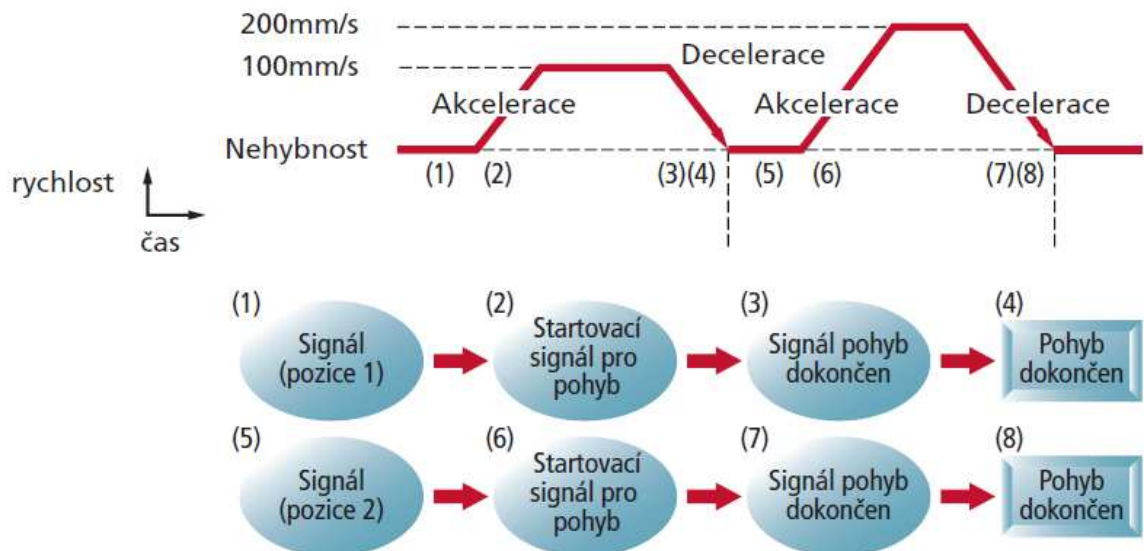 200mm/s
100mm/s
Decelerace
Akcelerace
Akcelerace
Decelerace
Nehybnost
(1)
(2)
(3)(4)
(5)
(6)
(7)(8)
rychlost
čas
(1)
Signál
(pozice 1)
(2)
Startovací
signál pro
pohyb
(3)
Signál pohyb
dokončen
(4)
Pohyb
dokončen
(5)
Signál
(pozice 2)
(6)
Startovací
signál pro
pohyb
(7)
Signál pohyb
dokončen
(8)
Pohyb
dokončen